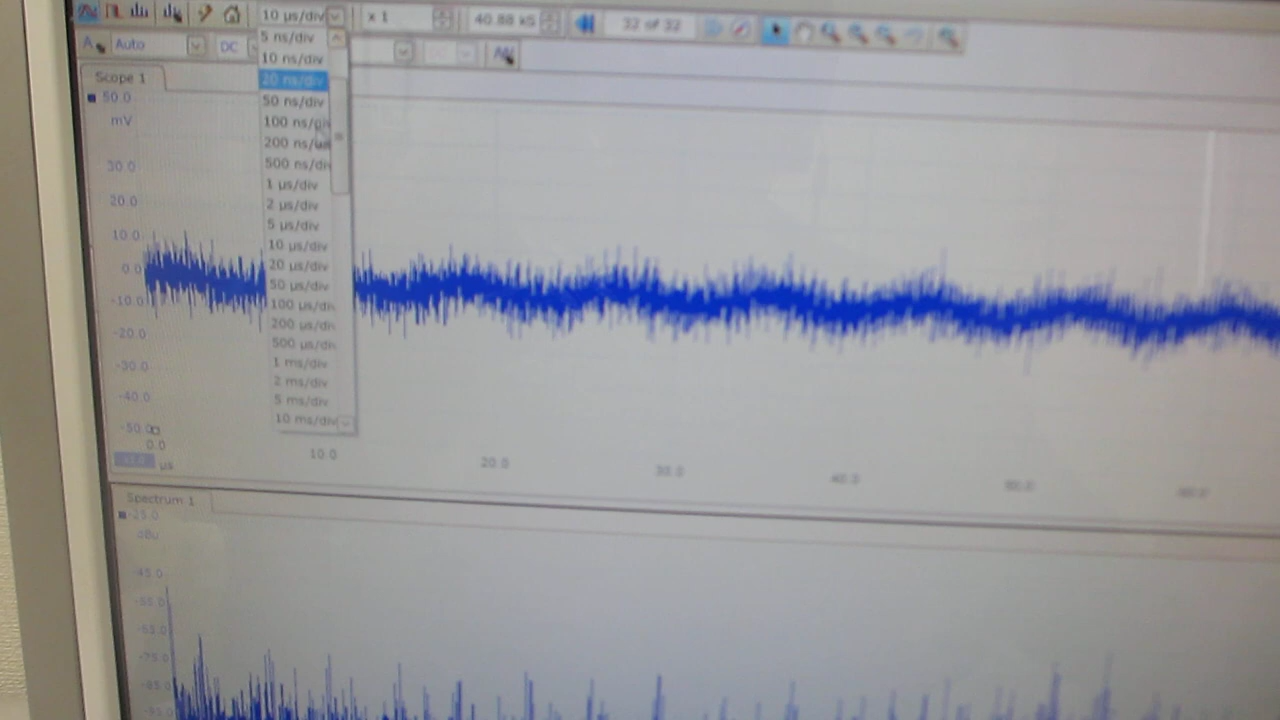 10 µs/div x 1 40.88 kS 32 of 32
A Auto DC
5 ns/div
10 ns/div
20 ns/div
50 ns/div
100 ns/div
200 ns/div
500 ns/div
1 µs/div
2 µs/div
5 µs/div
10 µs/div
20 µs/div
50 µs/div
100 µs/div
200 µs/div
500 µs/div
1 ms/div
2 ms/div
5 ms/div
10 ms/div
Scope 1
50.0
mV
30.0
20.0
10.0
0.0
-10.0
-20.0
-30.0
-40.0
-50.0
0.0 10.0 20.0 30.0 40.0 50.0 60.0
µs
Spectrum 1
-25.0
dBu
-45.0
-55.0
-65.0
-75.0
-85.0